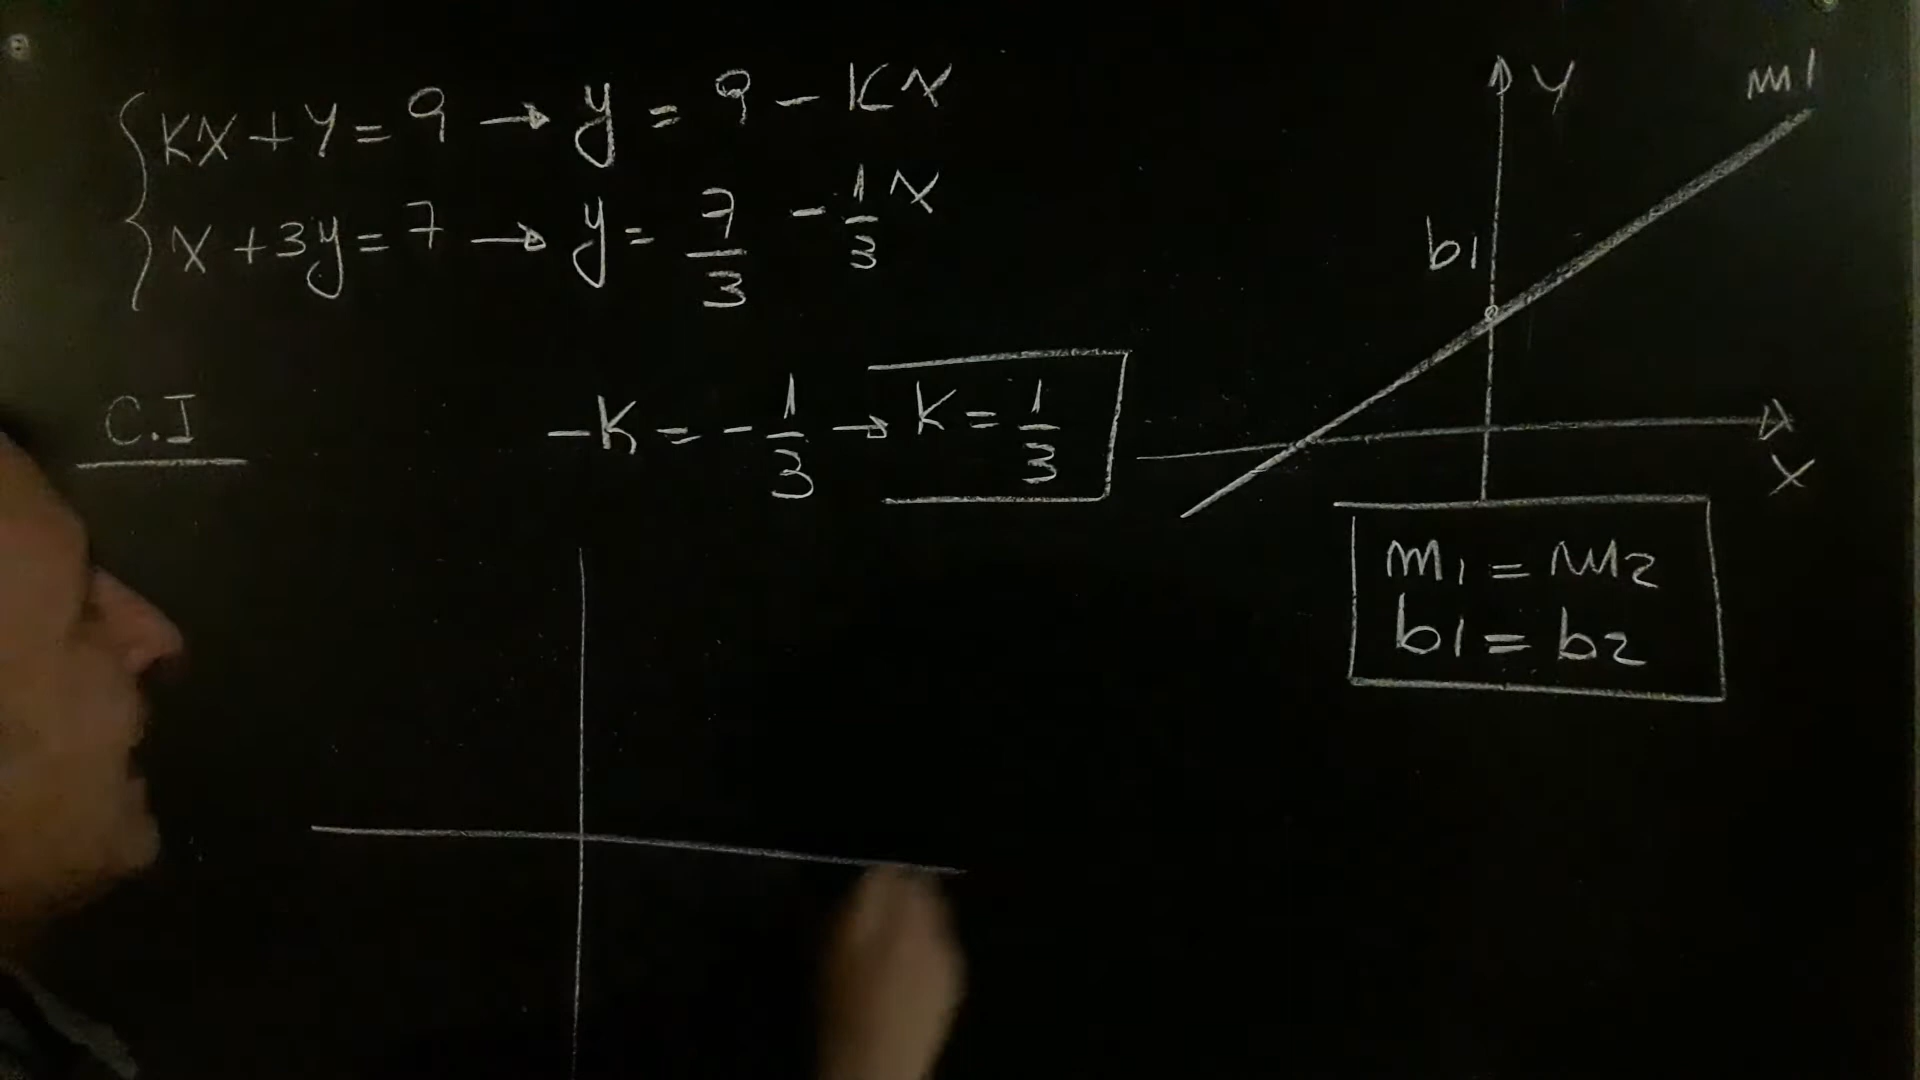 KX + Y = 9 → y = 9 - KX
X + 3y = 7 → y = 7/3 - 1/3 X
C.I
-K = -1/3 → K = 1/3
Y
m1
b1
X
m1 = m2
b1 = b2